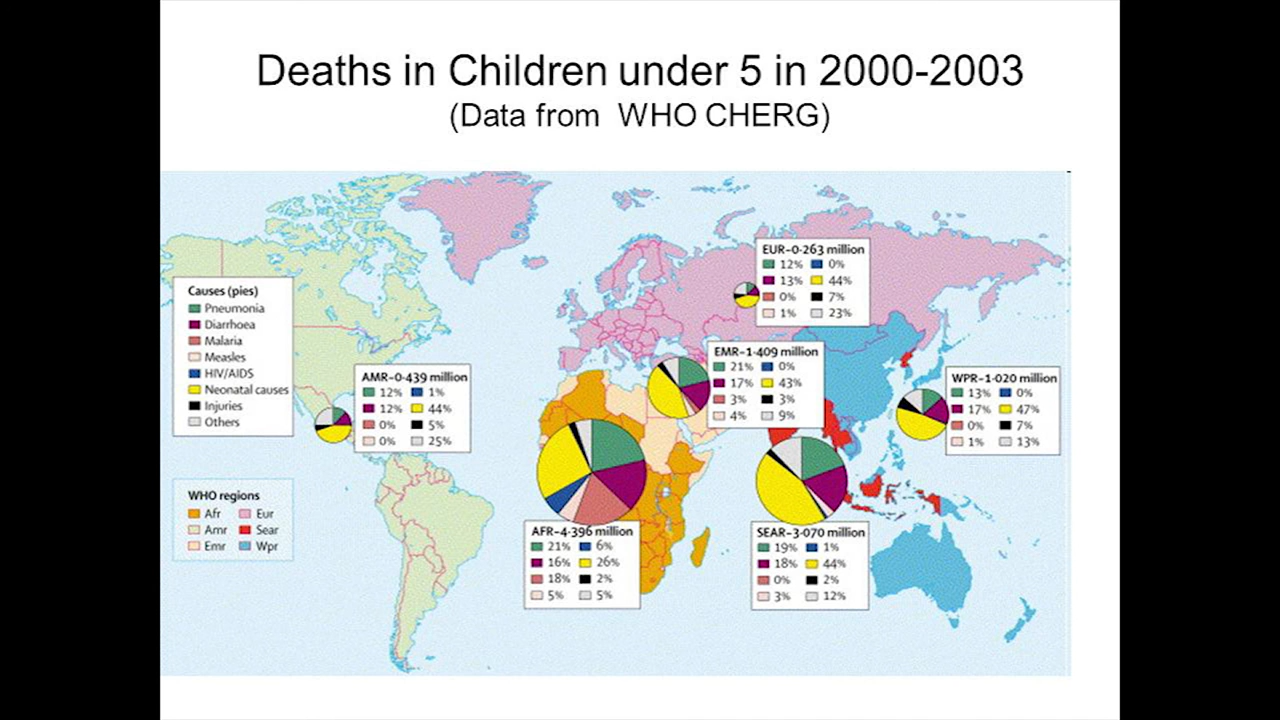 Deaths in Children under 5 in 2000-2003
(Data from WHO CHERG)
EUR–0·263 million
12% 0%
13% 44%
0% 7%
1% 23%
Causes (pies)
Pneumonia
Diarrhoea
Malaria
Measles
HIV/AIDS
Neonatal causes
Injuries
Others
AMR–0·439 million
12% 1%
12% 44%
0% 5%
0% 25%
EMR–1·409 million
21% 0%
17% 43%
3% 3%
4% 9%
WPR–1·020 million
13% 0%
17% 47%
0% 7%
1% 13%
WHO regions
Afr Eur
Amr Sear
Emr Wpr
AFR–4·396 million
21% 6%
16% 26%
18% 2%
5% 5%
SEAR–3·070 million
19% 1%
18% 44%
0% 2%
3% 12%